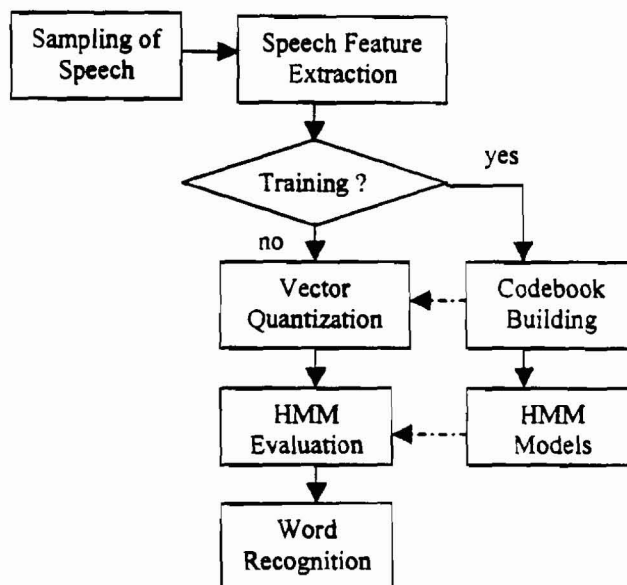 Sampling of
Speech
Speech Feature
Extraction
Training ?
yes
no
Vector
Quantization
Codebook
Building
HMM
Evaluation
HMM
Models
Word
Recognition